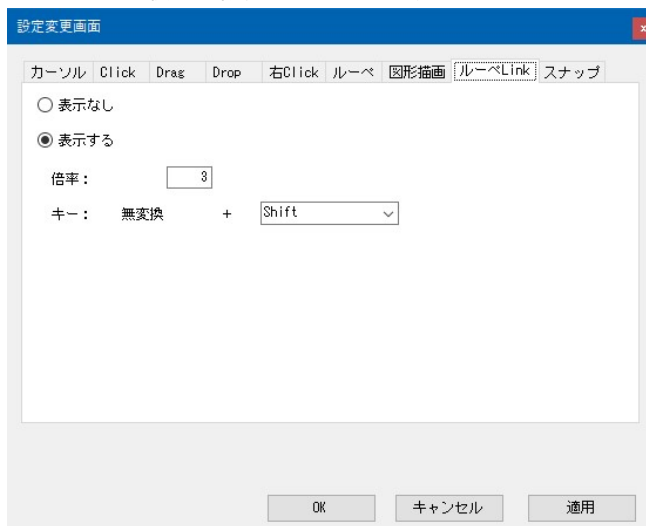 設定変更画面
カーソル Click Drag Drop 右Click ルーペ 図形描画 ルーペLink スナップ
表示なし
表示する
倍率: 3
キー: 無変換 + Shift
OK キャンセル 適用